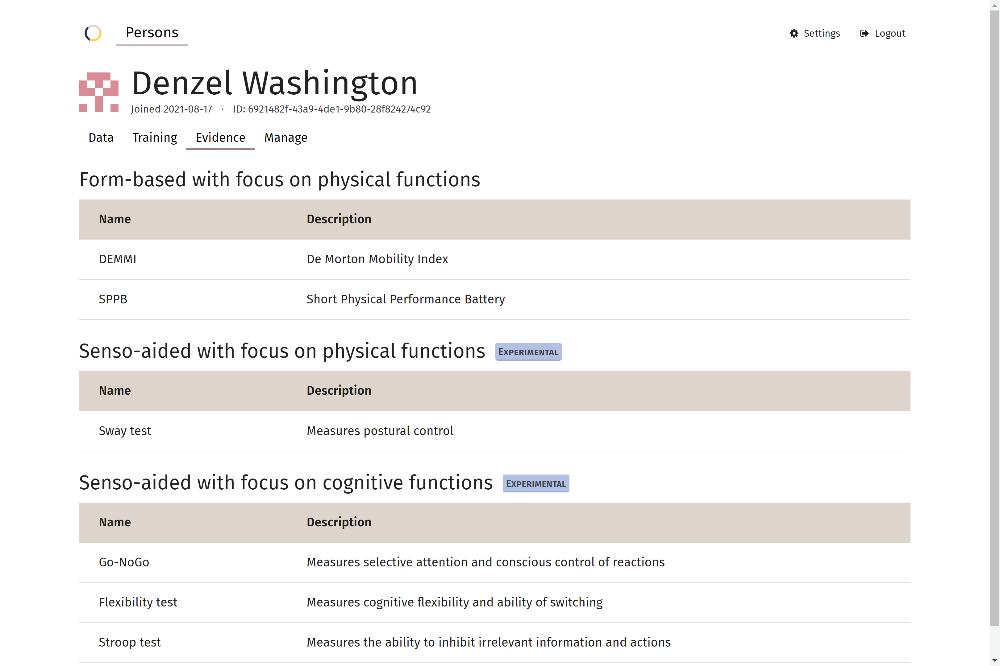 Persons
Settings
Logout
Denzel Washington
Joined 2021-08-17 · ID: 6921482f-43a9-4de1-9b80-28f824274c92
Data Training Evidence Manage
Form-based with focus on physical functions
Name Description
DEMMI De Morton Mobility Index
SPPB Short Physical Performance Battery
Senso-aided with focus on physical functions EXPERIMENTAL
Name Description
Sway test Measures postural control
Senso-aided with focus on cognitive functions EXPERIMENTAL
Name Description
Go-NoGo Measures selective attention and conscious control of reactions
Flexibility test Measures cognitive flexibility and ability of switching
Stroop test Measures the ability to inhibit irrelevant information and actions